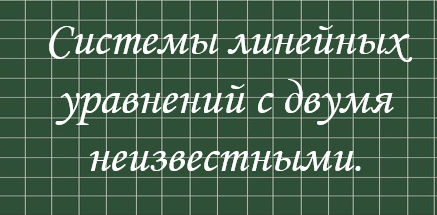 Системы линейных
уравнений с двумя
неизвестными.